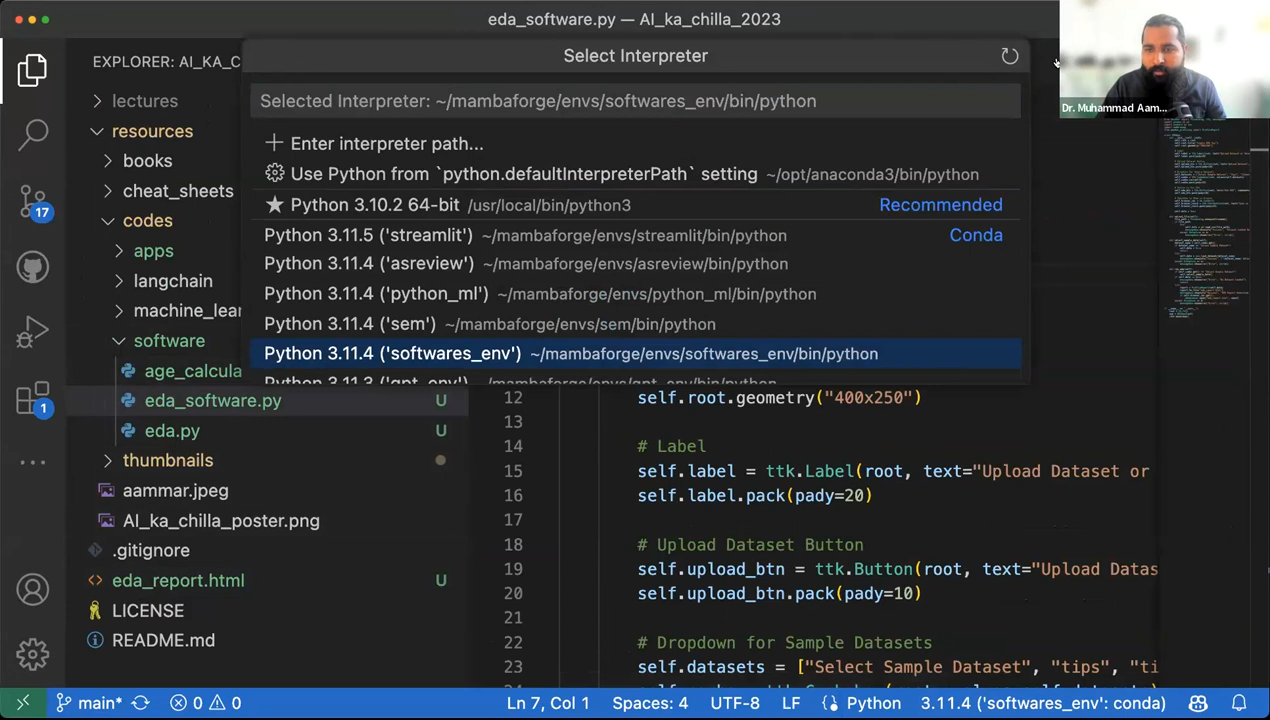 eda_software.py — AI_ka_chilla_2023
Dr. Muhammad Aam...
EXPLORER: AI_KA_C
lectures
resources
books
cheat_sheets
codes
apps
langchain
machine_lear
software
age_calcula
eda_software.py U
eda.py U
thumbnails
aammar.jpeg
AI_ka_chilla_poster.png
.gitignore
eda_report.html U
LICENSE
README.md
17
1
Select Interpreter
Selected Interpreter: ~/mambaforge/envs/softwares_env/bin/python
Enter interpreter path...
Use Python from `python.defaultInterpreterPath` setting ~/opt/anaconda3/bin/python
Python 3.10.2 64-bit /usr/local/bin/python3 Recommended
Python 3.11.5 ('streamlit') ~/mambaforge/envs/streamlit/bin/python Conda
Python 3.11.4 ('asreview') ~/mambaforge/envs/asreview/bin/python
Python 3.11.4 ('python_ml') ~/mambaforge/envs/python_ml/bin/python
Python 3.11.4 ('sem') ~/mambaforge/envs/sem/bin/python
Python 3.11.4 ('softwares_env') ~/mambaforge/envs/softwares_env/bin/python
Python 3.11.3 ('gpt_env') ~/mambaforge/envs/gpt_env/bin/python
12 self.root.geometry("400x250")
13
14 # Label
15 self.label = ttk.Label(root, text="Upload Dataset or
16 self.label.pack(pady=20)
17
18 # Upload Dataset Button
19 self.upload_btn = ttk.Button(root, text="Upload Datas
20 self.upload_btn.pack(pady=10)
21
22 # Dropdown for Sample Datasets
23 self.datasets = ["Select Sample Dataset", "tips", "ti
main* 0 0 Ln 7, Col 1 Spaces: 4 UTF-8 LF Python 3.11.4 ('softwares_env': conda)